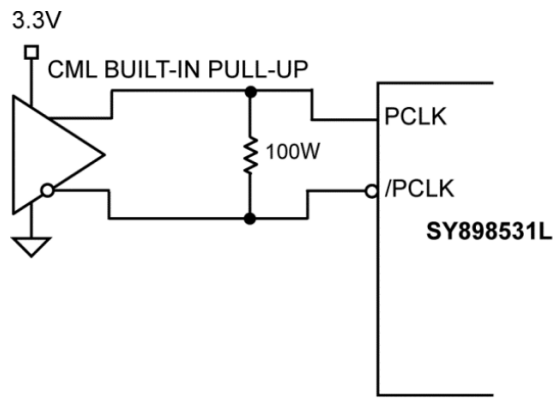 3.3V
CML BUILT-IN PULL-UP
PCLK
100W
/PCLK
SY898531L